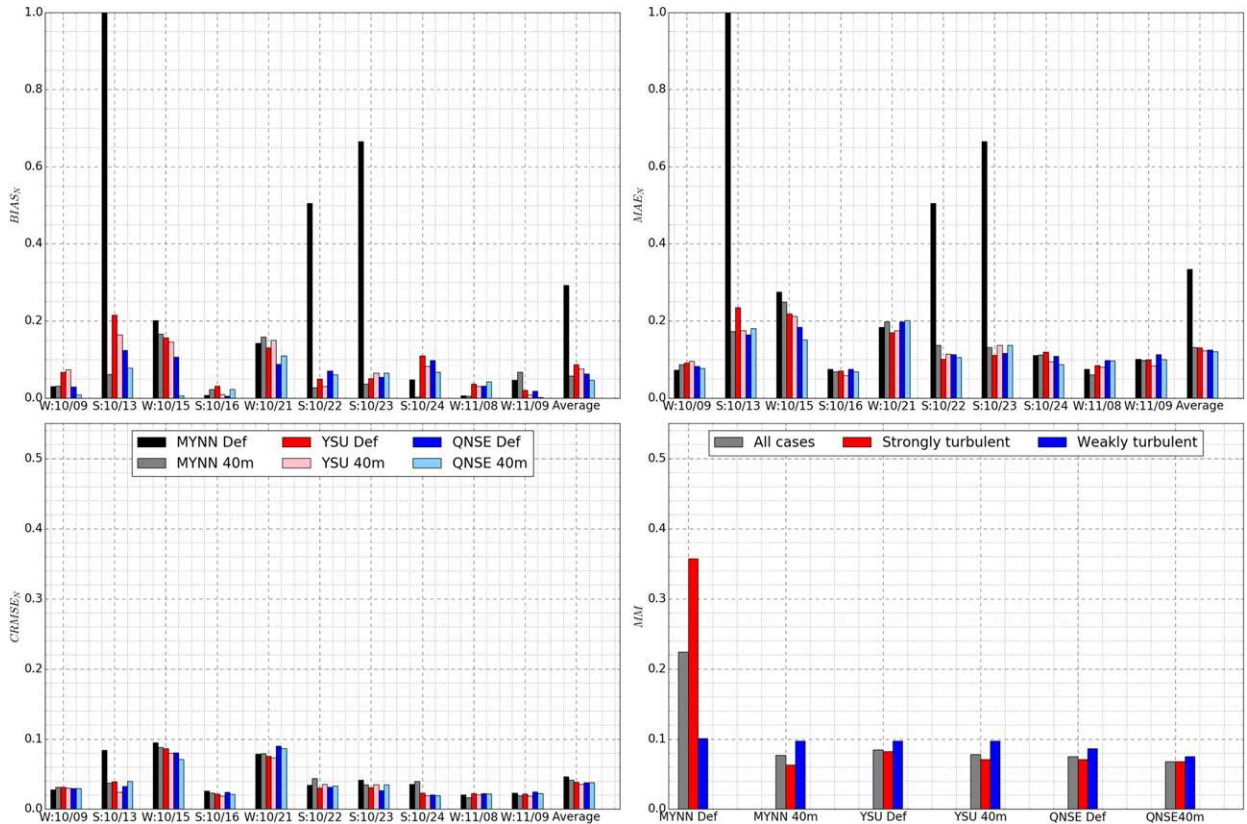 1.0
0.8
0.6
0.4
0.2
0.0
BIAS_N
W:10/09 S:10/13 W:10/15 S:10/16 W:10/21 S:10/22 S:10/23 S:10/24 W:11/08 W:11/09 Average
1.0
0.8
0.6
0.4
0.2
0.0
MAE_N
W:10/09 S:10/13 W:10/15 S:10/16 W:10/21 S:10/22 S:10/23 S:10/24 W:11/08 W:11/09 Average
MYNN Def YSU Def QNSE Def
MYNN 40m YSU 40m QNSE 40m
0.5
0.4
0.3
0.2
0.1
0.0
CRMSE_N
W:10/09 S:10/13 W:10/15 S:10/16 W:10/21 S:10/22 S:10/23 S:10/24 W:11/08 W:11/09 Average
All cases Strongly turbulent Weakly turbulent
0.5
0.4
0.3
0.2
0.1
0.0
MM
MYNN Def MYNN 40m YSU Def YSU 40m QNSE Def QNSE40m